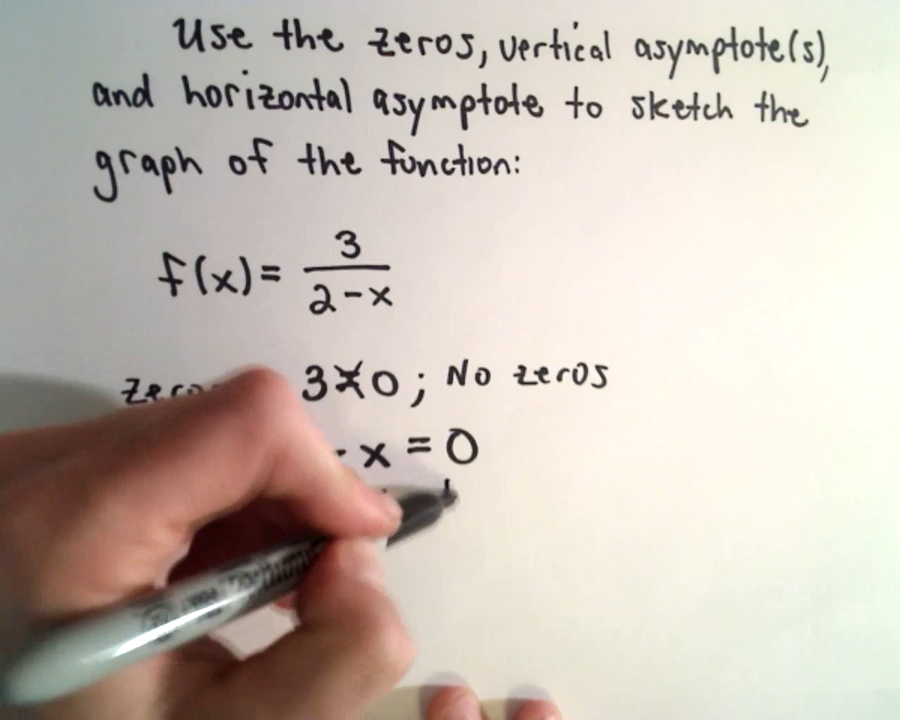 Use the zeros, vertical asymptote(s),
and horizontal asymptote to sketch the
graph of the function:
f(x) = 3 / (2 - x)
3 ≠ 0 ; No zeros
- x = 0